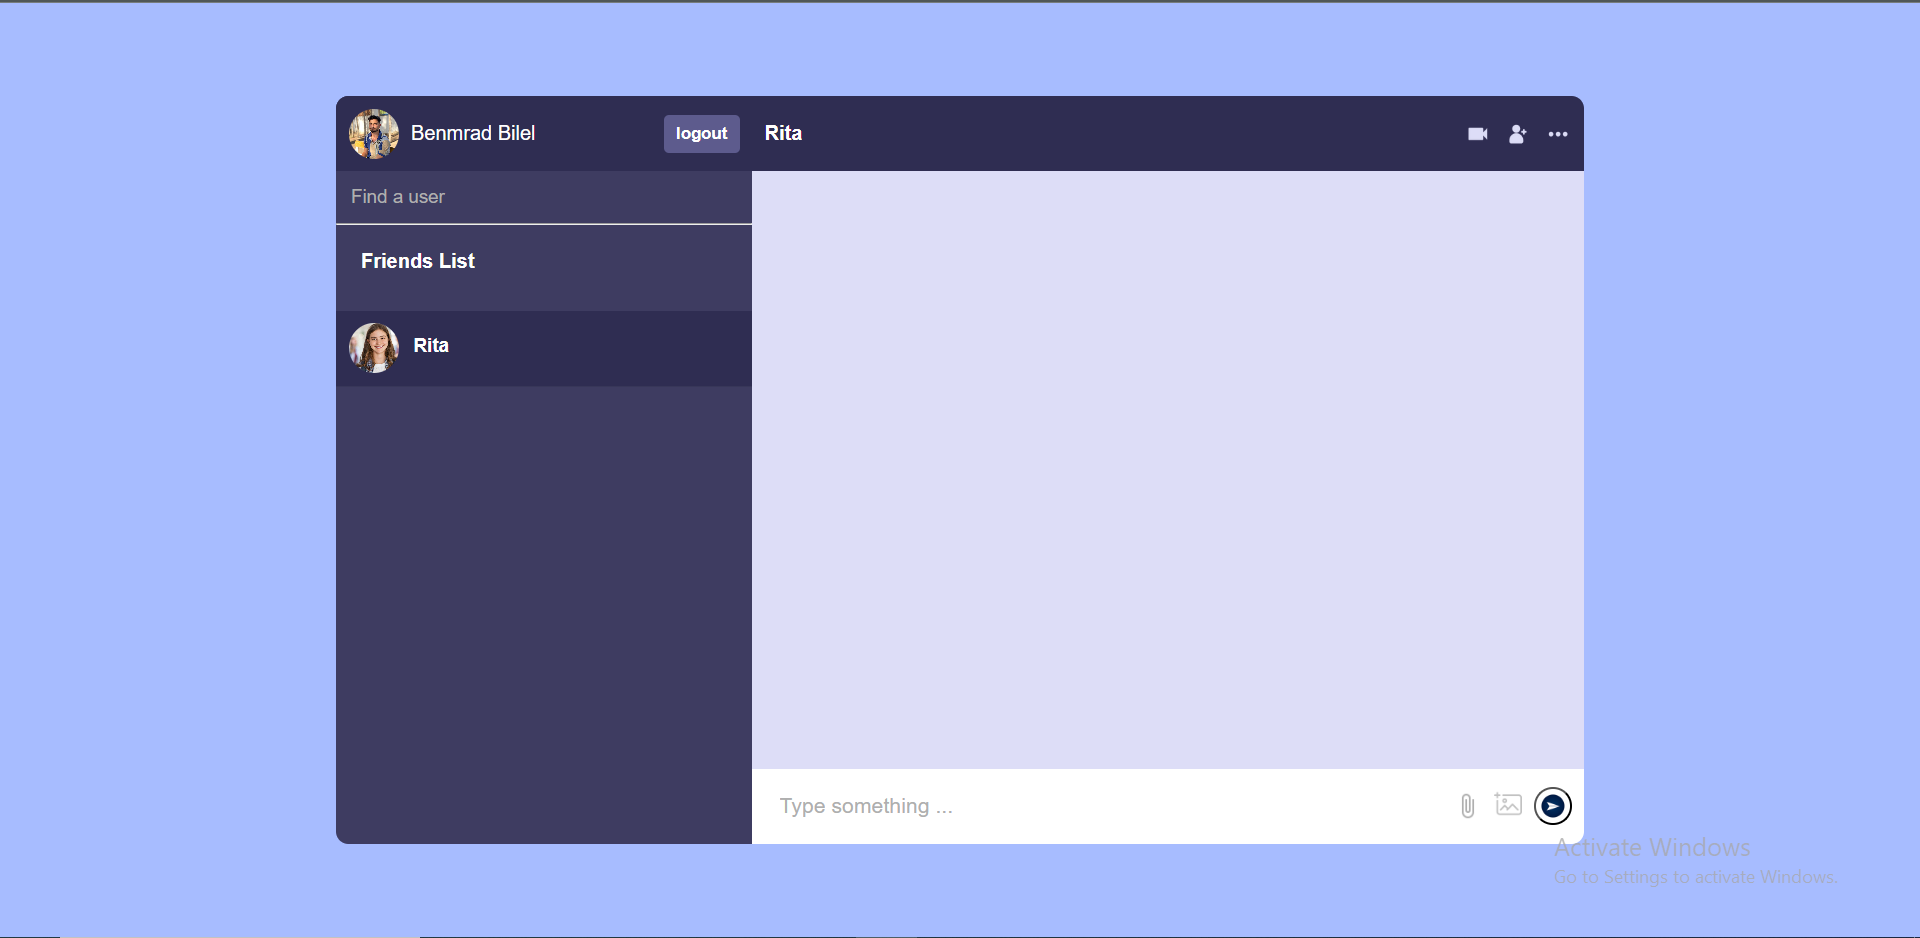 Benmrad Bilel
logout
Rita
Find a user
Friends List
Rita
Type something ...
Activate Windows
Go to Settings to activate Windows.